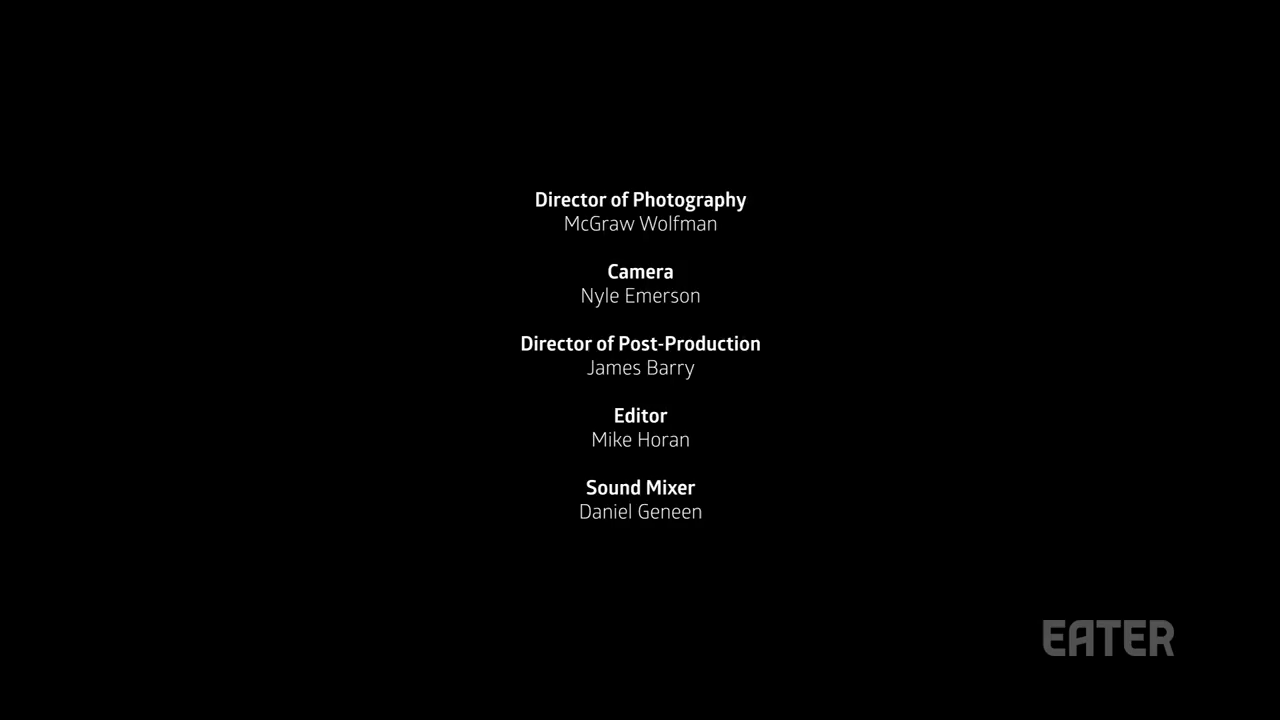 Director of Photography
McGraw Wolfman
Camera
Nyle Emerson
Director of Post-Production
James Barry
Editor
Mike Horan
Sound Mixer
Daniel Geneen
EATER